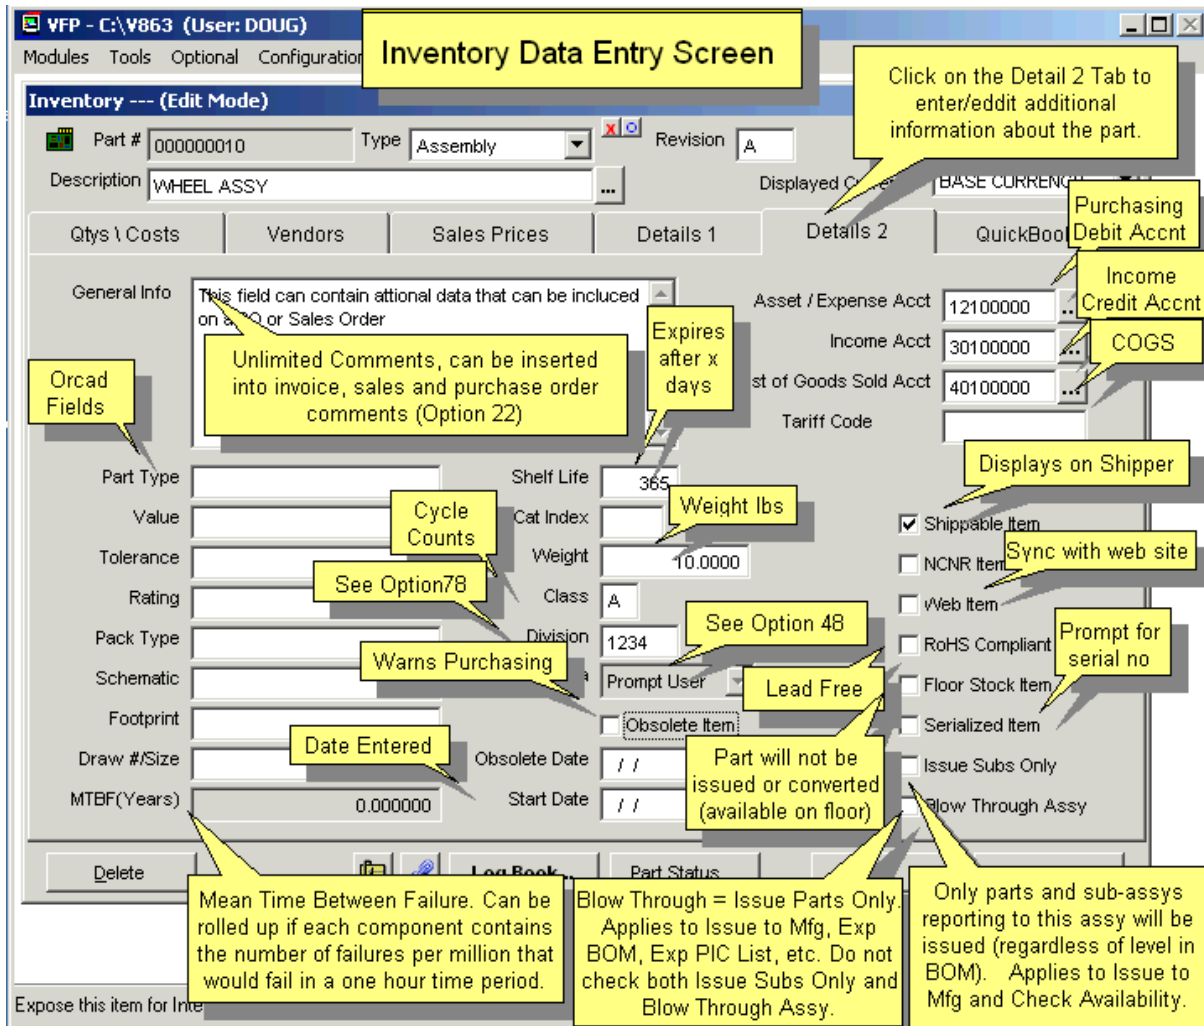 VFP - C:\V863 (User: DOUG)
Inventory Data Entry Screen
Modules Tools Optional Configuration
Click on the Detail 2 Tab to
enter/eddit additional
information about the part.
Inventory --- (Edit Mode)
Part # 000000010 Type Assembly x Revision A
Description WHEEL ASSY ... Displayed BASE CURRENCY
Qtys \ Costs Vendors Sales Prices Details 1 Details 2 QuickBoo
Purchasing
Debit Accnt
Income
Credit Accnt
COGS
General Info
This field can contain attional data that can be incluced
on a or Sales Order
Unlimited Comments, can be inserted
into invoice, sales and purchase order
comments (Option 22)
Expires
after x
days
Asset / Expense Acct 12100000 ...
Income Acct 30100000 ...
st of Goods Sold Acct 40100000 ...
Tariff Code
Orcad
Fields
Part Type
Value
Tolerance
Rating
Pack Type
Schematic
Footprint
Draw #/Size
MTBF(Years) 0.000000
Cycle
Counts
See Option78
Warns Purchasing
Date Entered
Shelf Life 365
Cat Index
Weight 10.0000
Weight lbs
Class A
Division 1234
See Option 48
Prompt User
Obsolete Item
Obsolete Date / /
Start Date / /
Displays on Shipper
Shippable Item
NCNR Item
Sync with web site
Web Item
RoHS Compliant
Prompt for
serial no
Lead Free
Floor Stock Item
Serialized Item
Part will not be
issued or converted
(available on floor)
Issue Subs Only
Blow Through Assy
Delete Log Book... Part Status
Mean Time Between Failure. Can be
rolled up if each component contains
the number of failures per million that
would fail in a one hour time period.
Blow Through = Issue Parts Only.
Applies to Issue to Mfg, Exp
BOM, Exp PIC List, etc. Do not
check both Issue Subs Only and
Blow Through Assy.
Only parts and sub-assys
reporting to this assy will be
issued (regardless of level in
BOM). Applies to Issue to
Mfg and Check Availability.
Expose this item for Inte